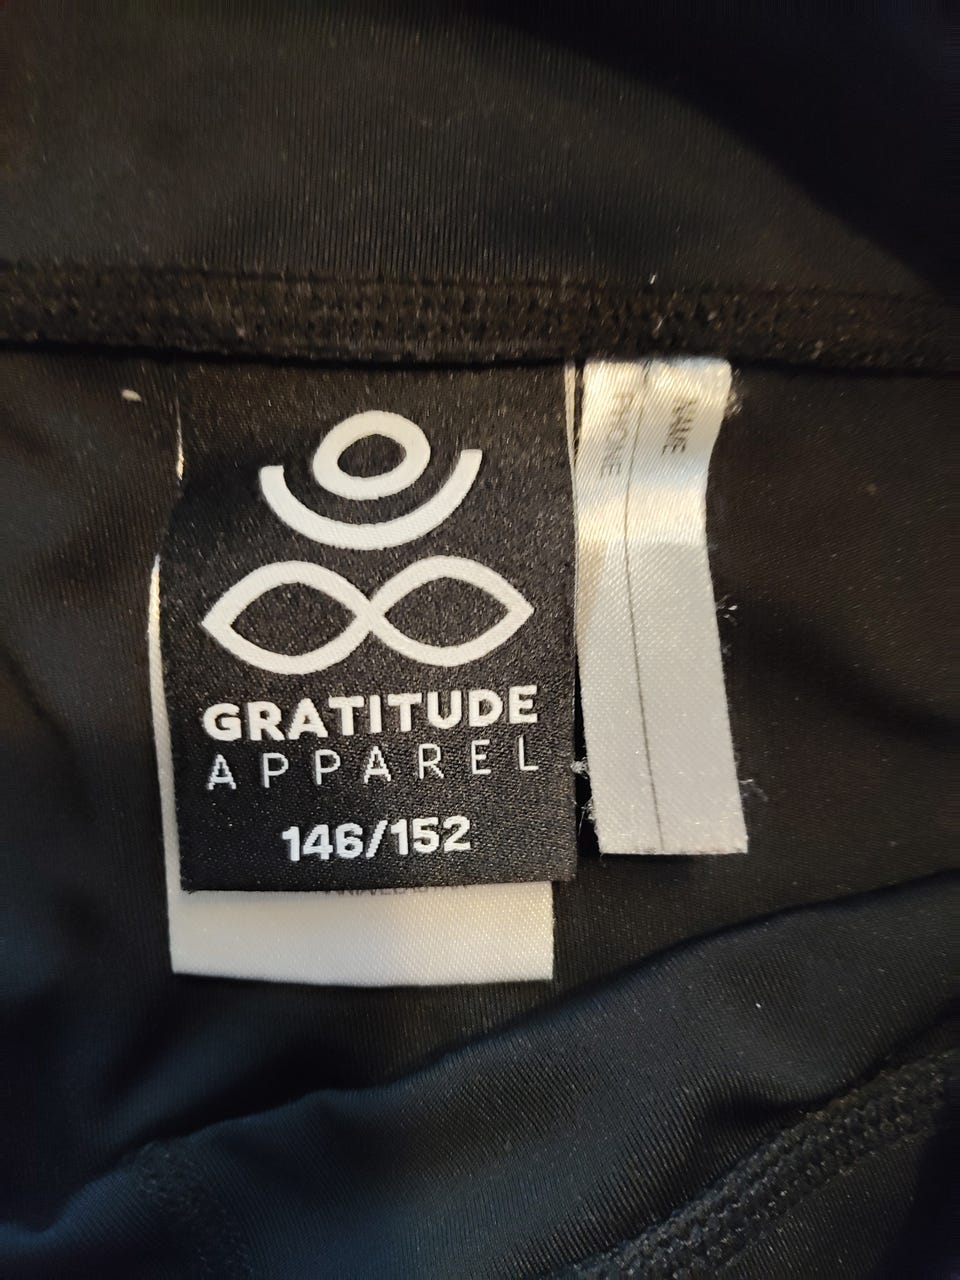 GRATITUDE
APPAREL
146/152
NAME
PHONE